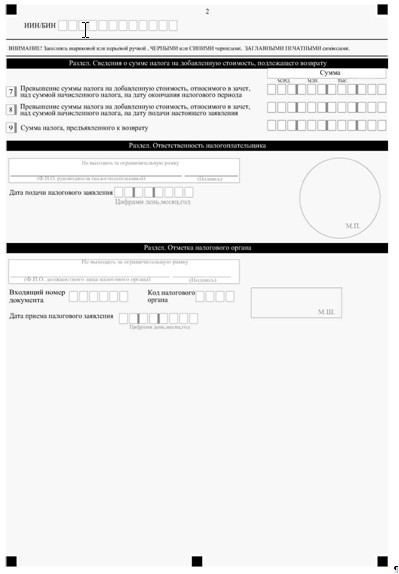 2
ИИН/БИН
ВНИМАНИЕ! Заполнять шариковой или перьевой ручкой , ЧЕРНЫМИ или СИНИМИ чернилами, ЗАГЛАВНЫМИ ПЕЧАТНЫМИ символами.
Раздел. Сведения о сумме налога на добавленную стоимость, подлежащего возврату
Сумма
млрд. млн. тыс.
7 Превышение суммы налога на добавленную стоимость, относимого в зачет,
над суммой начисленного налога, на дату окончания налогового периода
8 Превышение суммы налога на добавленную стоимость, относимого в зачет,
над суммой начисленного налога, на дату подачи настоящего заявления
9 Сумма налога, предъявленного к возврату
Раздел. Ответственность налогоплательщика
Не выходить за ограничительную рамку
(Ф.И.О. руководителя (налогоплательщика)) (Подпись)
Дата подачи налогового заявления
Цифрами день,месяц,год
М.П.
Раздел. Отметка налогового органа
Не выходить за ограничительную рамку
(Ф.И.О. должностного лица налогового органа) (Подпись)
Входящий номер
документа
Код налогового
органа
М.Ш.
Дата приема налогового заявления
Цифрами день,месяц,год
¶